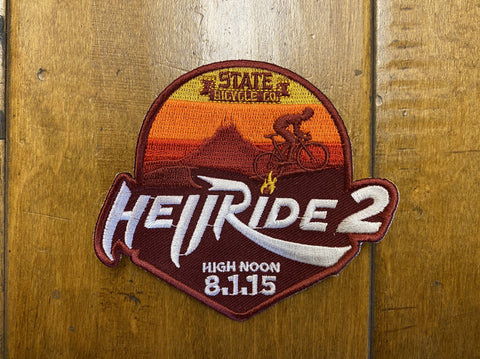 STATE
BICYCLE CO.
HELLRIDE 2
HIGH NOON
8.1.15